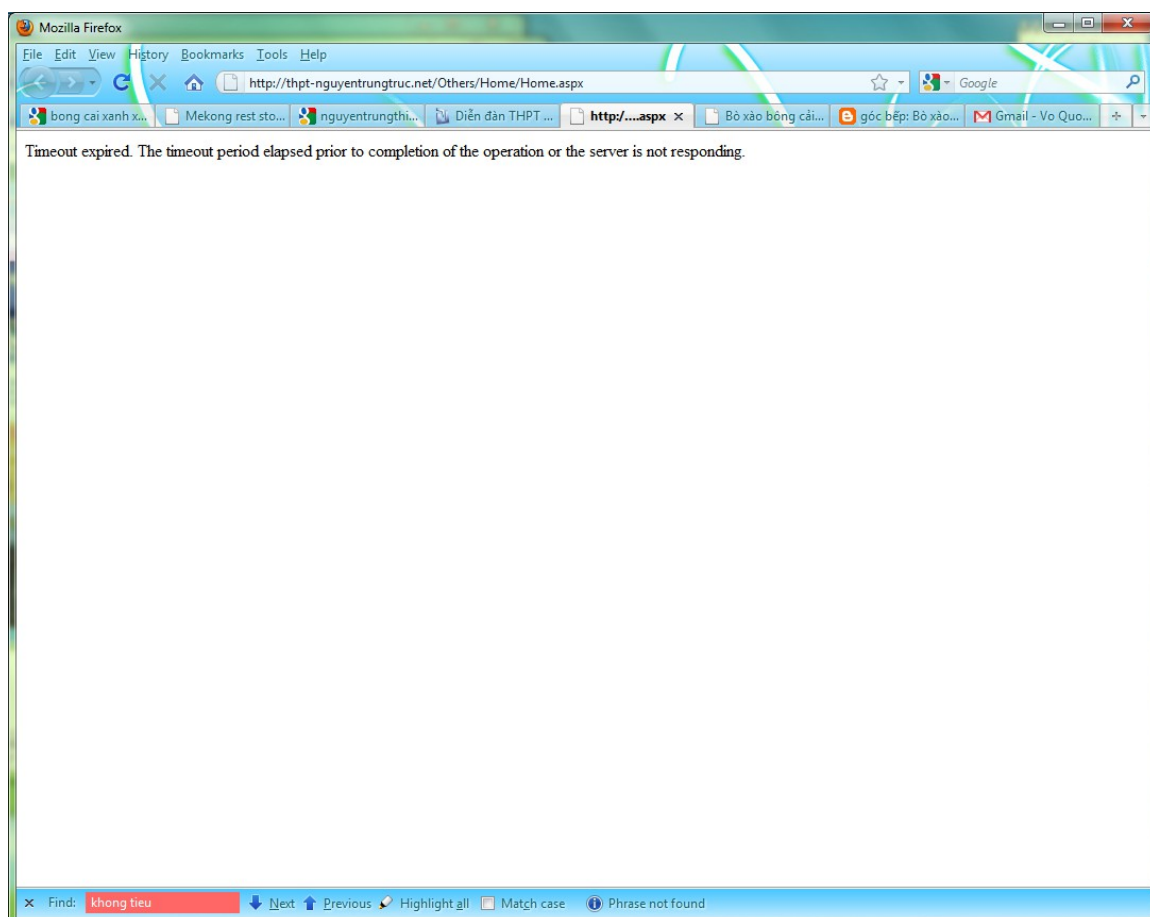 Mozilla Firefox
File Edit View History Bookmarks Tools Help
http://thpt-nguyentrungtruc.net/Others/Home/Home.aspx Google
bong cai xanh x... Mekong rest sto... nguyentrungthi... Diễn đàn THPT ... http:/....aspx Bò xào bông cải... góc bếp: Bò xào... Gmail - Vo Quo...
Timeout expired. The timeout period elapsed prior to completion of the operation or the server is not responding.
Find: khong tieu Next Previous Highlight all Match case Phrase not found